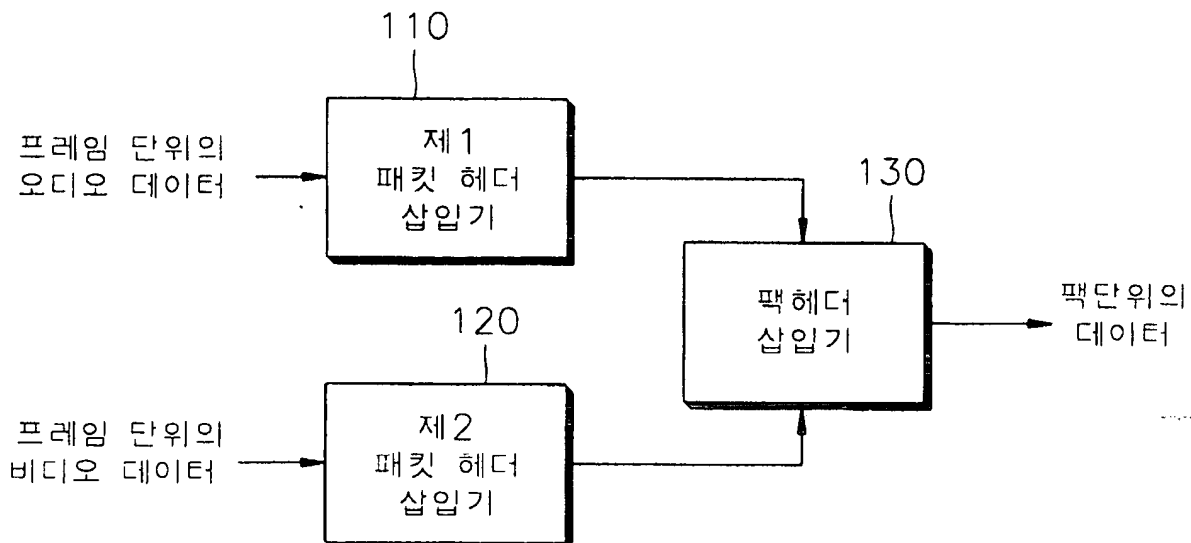 110
프레임 단위의
오디오 데이터
제1
패킷 헤더
삽입기
130
팩헤더
삽입기
팩단위의
데이터
120
프레임 단위의
비디오 데이터
제2
패킷 헤더
삽입기